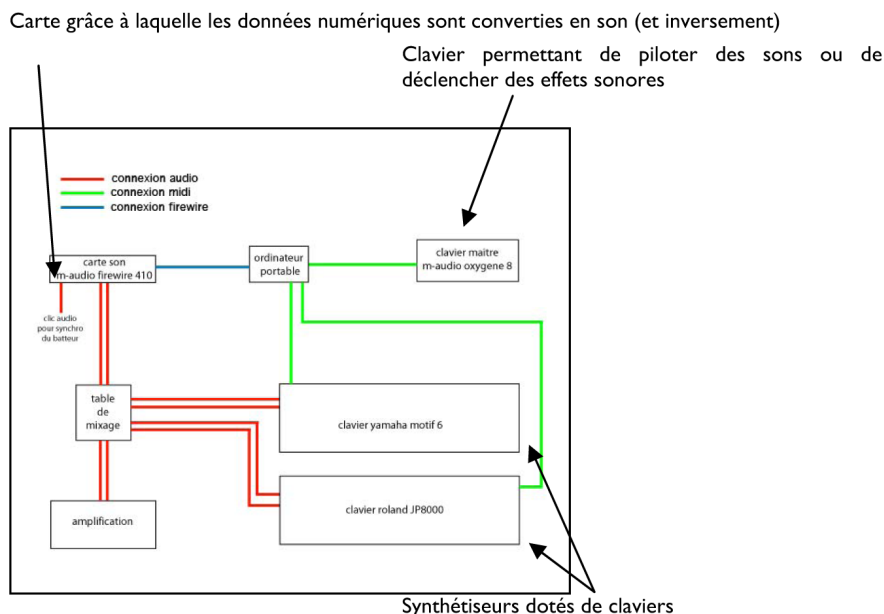 Carte grâce à laquelle les données numériques sont converties en son (et inversement)
Clavier permettant de piloter des sons ou de
déclencher des effets sonores
connexion audio
connexion midi
connexion firewire
carte son
m-audio firewire 410
ordinateur
portable
clavier maitre
m-audio oxygene 8
clic audio
pour synchro
du batteur
table
de
mixage
clavier yamaha motif 6
clavier roland JP8000
amplification
Synthétiseurs dotés de claviers